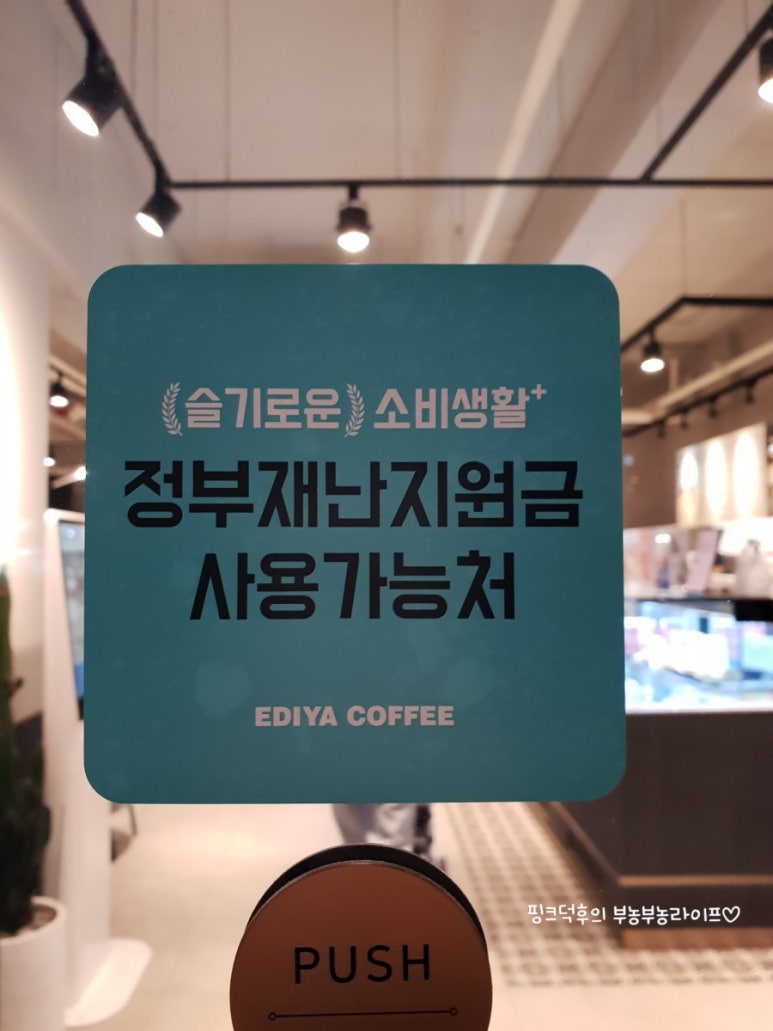 슬기로운 소비생활+
정부재난지원금
사용가능처
EDIYA COFFEE
핑크덕후의 부농부농라이프♡
PUSH